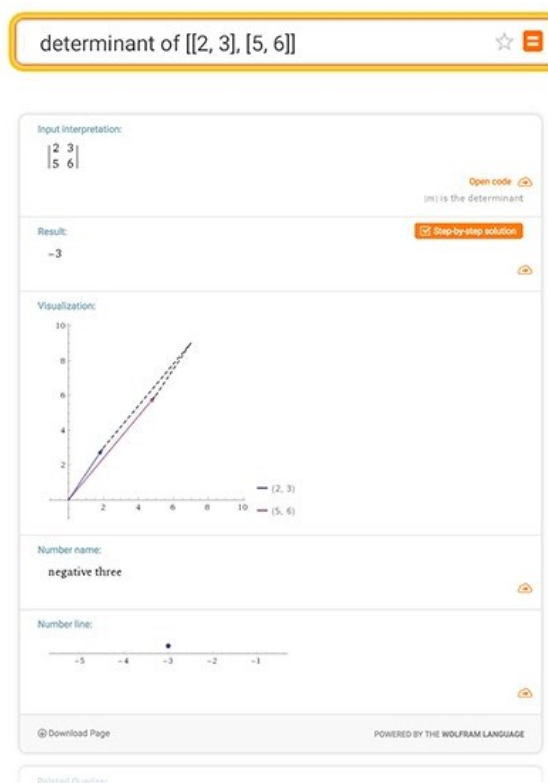 determinant of [[2, 3], [5, 6]]
Input interpretation:
2 3
5 6
Open code
|m| is the determinant
Result:
Step-by-step solution
-3
Visualization:
10
8
6
4
2
2 4 6 8 10
(2, 3)
(5, 6)
Number name:
negative three
Number line:
-5 -4 -3 -2 -1
Download Page
POWERED BY THE WOLFRAM LANGUAGE
Related Queries: